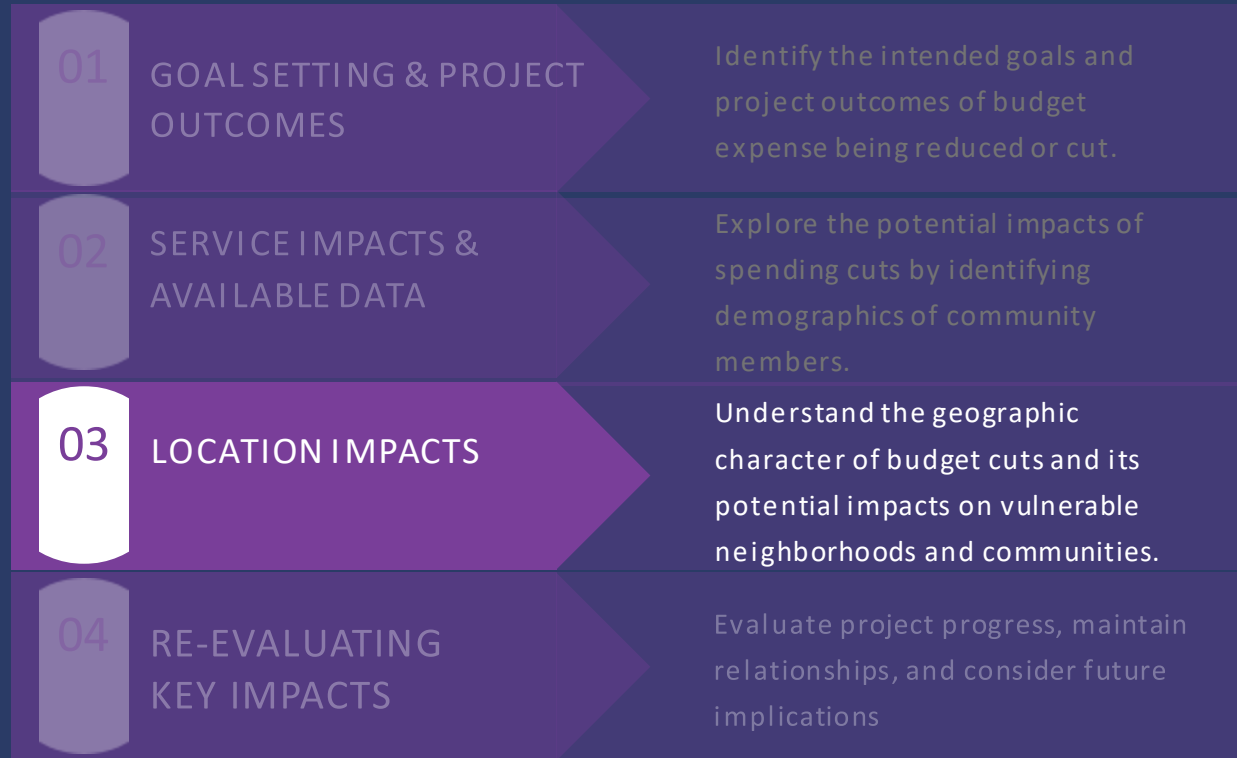 01
GOAL SETTING & PROJECT
OUTCOMES
Identify the intended goals and
project outcomes of budget
expense being reduced or cut.
02
SERVICE IMPACTS &
AVAILABLE DATA
Explore the potential impacts of
spending cuts by identifying
demographics of community
members.
03
LOCATION IMPACTS
Understand the geographic
character of budget cuts and its
potential impacts on vulnerable
neighborhoods and communities.
04
RE-EVALUATING
KEY IMPACTS
Evaluate project progress, maintain
relationships, and consider future
implications